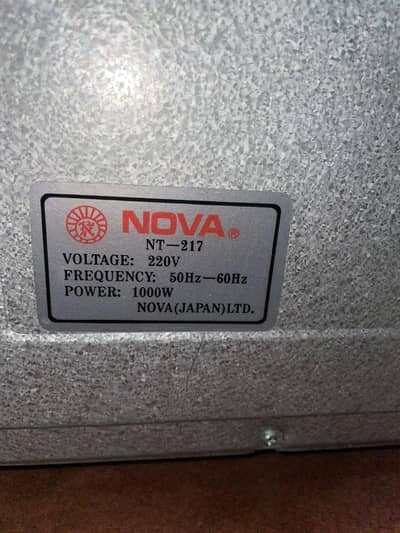 NOVA®
NT—217
VOLTAGE: 220V
FREQUENCY: 50Hz—60Hz
POWER: 1000W
NOVA(JAPAN)LTD.